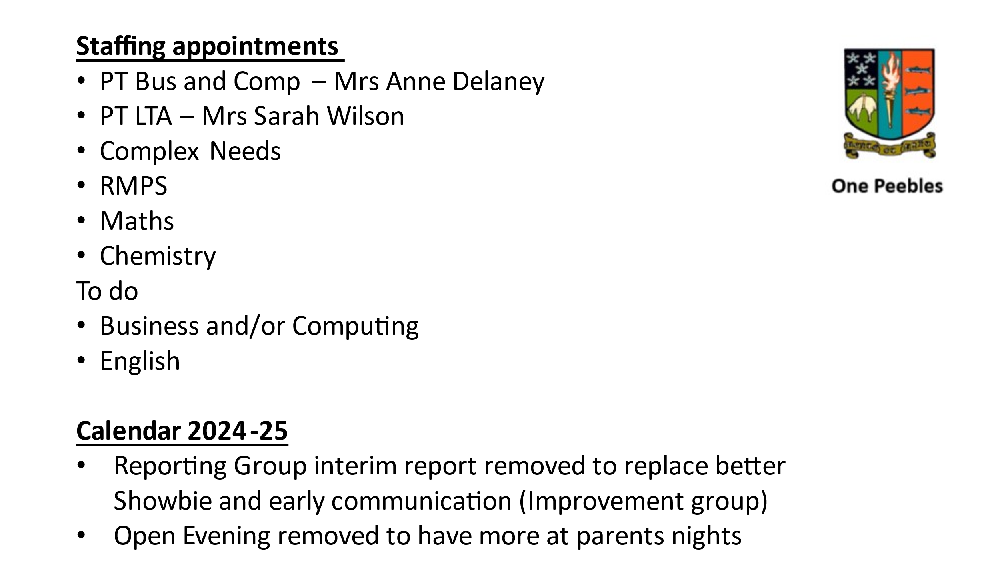 Staffing appointments
• PT Bus and Comp – Mrs Anne Delaney
• PT LTA – Mrs Sarah Wilson
• Complex Needs
• RMPS
• Maths
• Chemistry
To do
• Business and/or Computing
• English
Calendar 2024-25
• Reporting Group interim report removed to replace better
Showbie and early communication (Improvement group)
• Open Evening removed to have more at parents nights
et
One Peebles